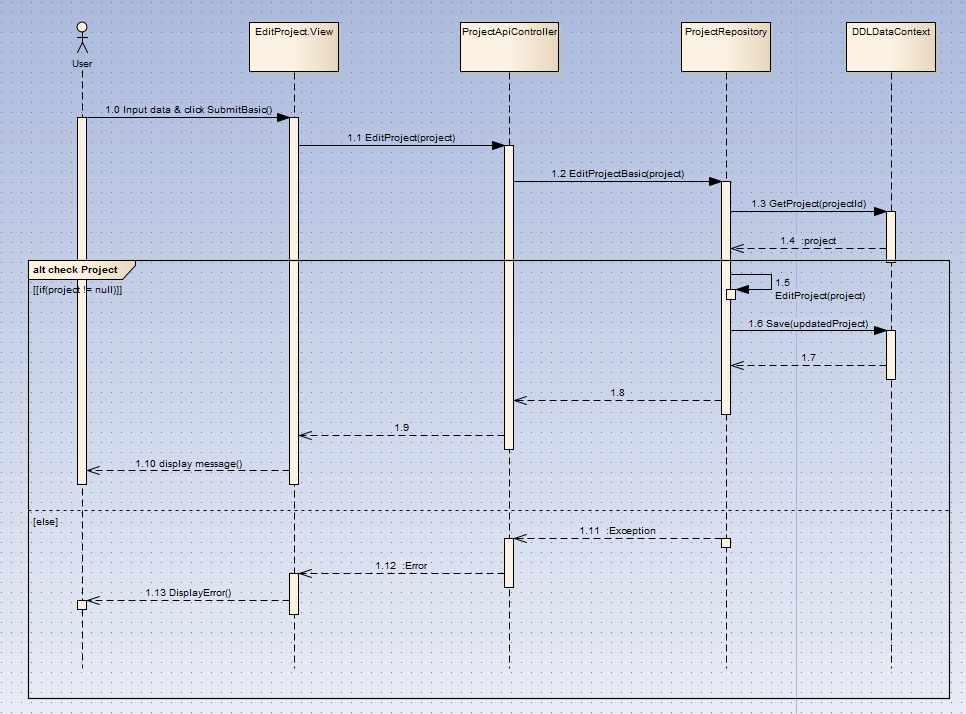 User
EditProject.View
ProjectApiController
ProjectRepository
DDLDataContext
1.0 Input data & click SubmitBasic()
1.1 EditProject(project)
1.2 EditProjectBasic(project)
1.3 GetProject(projectId)
1.4 :project
alt check Project
[[if(project != null)]]
1.5
EditProject(project)
1.6 Save(updatedProject)
1.7
1.8
1.9
1.10 display message()
[else]
1.11 :Exception
1.12 :Error
1.13 DisplayError()